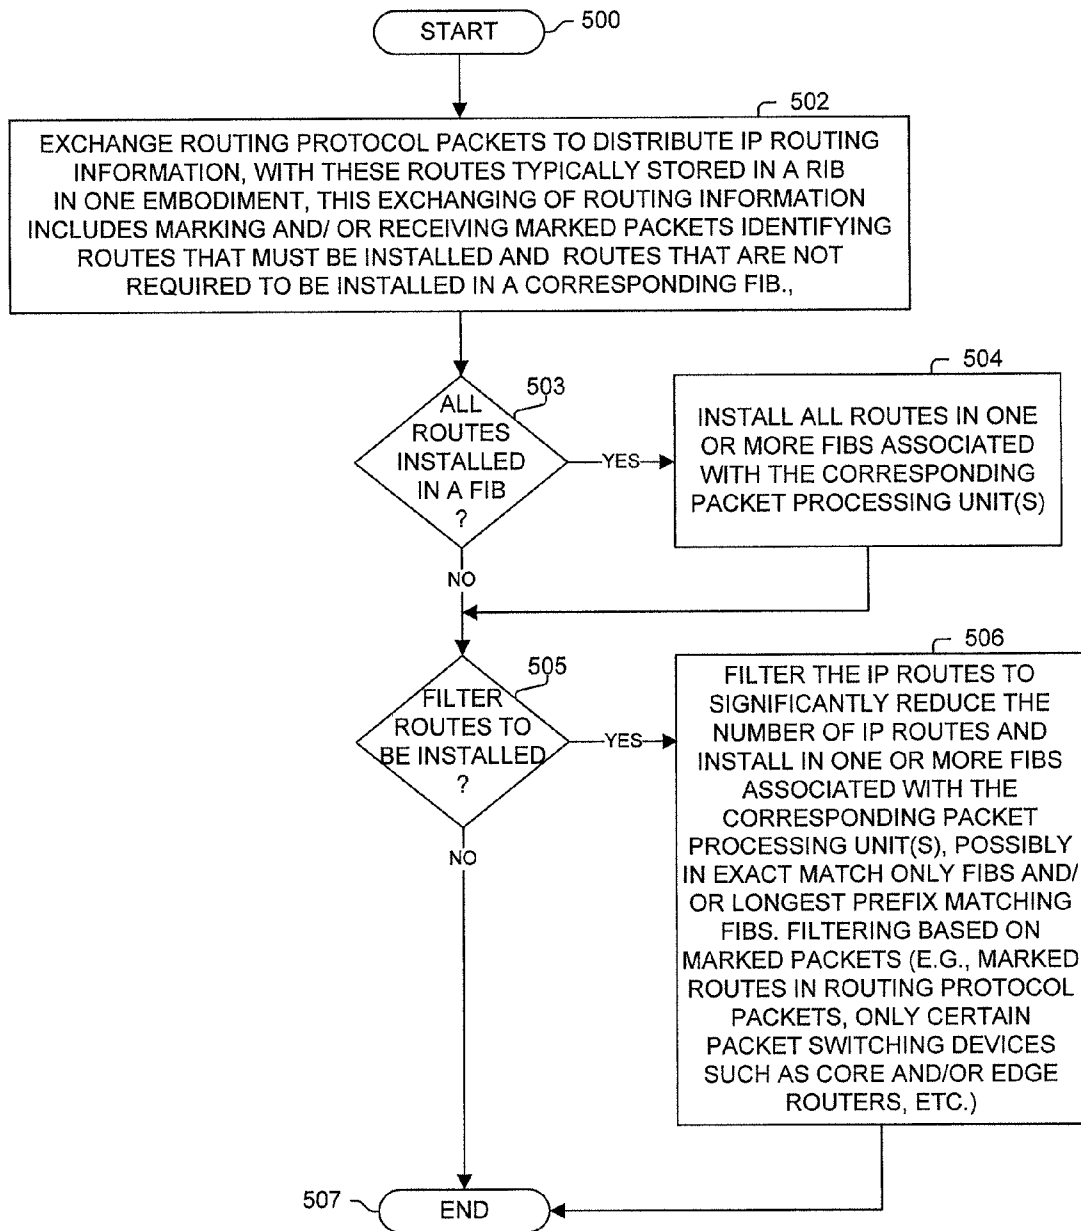 START
500
502
EXCHANGE ROUTING PROTOCOL PACKETS TO DISTRIBUTE IP ROUTING
INFORMATION, WITH THESE ROUTES TYPICALLY STORED IN A RIB
IN ONE EMBODIMENT, THIS EXCHANGING OF ROUTING INFORMATION
INCLUDES MARKING AND/ OR RECEIVING MARKED PACKETS IDENTIFYING
ROUTES THAT MUST BE INSTALLED AND ROUTES THAT ARE NOT
REQUIRED TO BE INSTALLED IN A CORRESPONDING FIB.,
503
ALL
ROUTES
INSTALLED
IN A FIB
?
YES
NO
504
INSTALL ALL ROUTES IN ONE
OR MORE FIBS ASSOCIATED
WITH THE CORRESPONDING
PACKET PROCESSING UNIT(S)
505
FILTER
ROUTES TO
BE INSTALLED
?
YES
NO
506
FILTER THE IP ROUTES TO
SIGNIFICANTLY REDUCE THE
NUMBER OF IP ROUTES AND
INSTALL IN ONE OR MORE FIBS
ASSOCIATED WITH THE
CORRESPONDING PACKET
PROCESSING UNIT(S), POSSIBLY
IN EXACT MATCH ONLY FIBS AND/
OR LONGEST PREFIX MATCHING
FIBS. FILTERING BASED ON
MARKED PACKETS (E.G., MARKED
ROUTES IN ROUTING PROTOCOL
PACKETS, ONLY CERTAIN
PACKET SWITCHING DEVICES
SUCH AS CORE AND/OR EDGE
ROUTERS, ETC.)
507
END